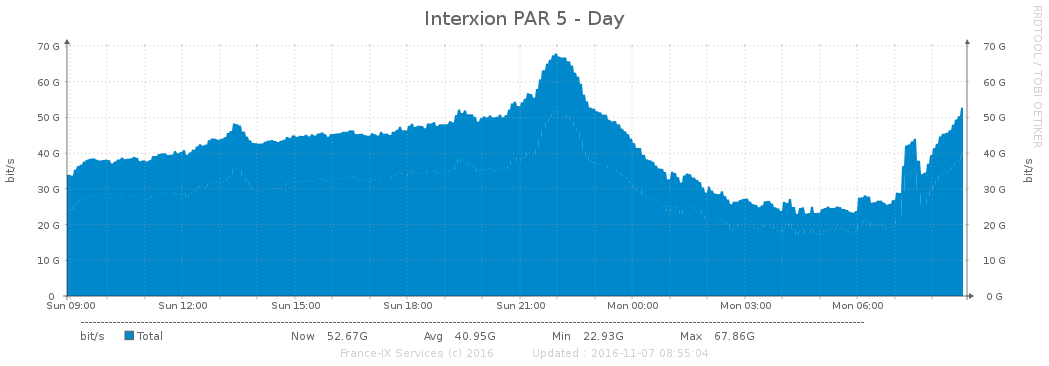 Interxion PAR 5 - Day
RRDTOOL / TOBI OETIKER
bit/s
70 G
60 G
50 G
40 G
30 G
20 G
10 G
0
70 G
60 G
50 G
40 G
30 G
20 G
10 G
0 G
bit/s
Sun 09:00 Sun 12:00 Sun 15:00 Sun 18:00 Sun 21:00 Mon 00:00 Mon 03:00 Mon 06:00
bit/s Total Now 52.67G Avg 40.95G Min 22.93G Max 67.86G
France-IX Services (c) 2016 Updated : 2016-11-07 08:55:04